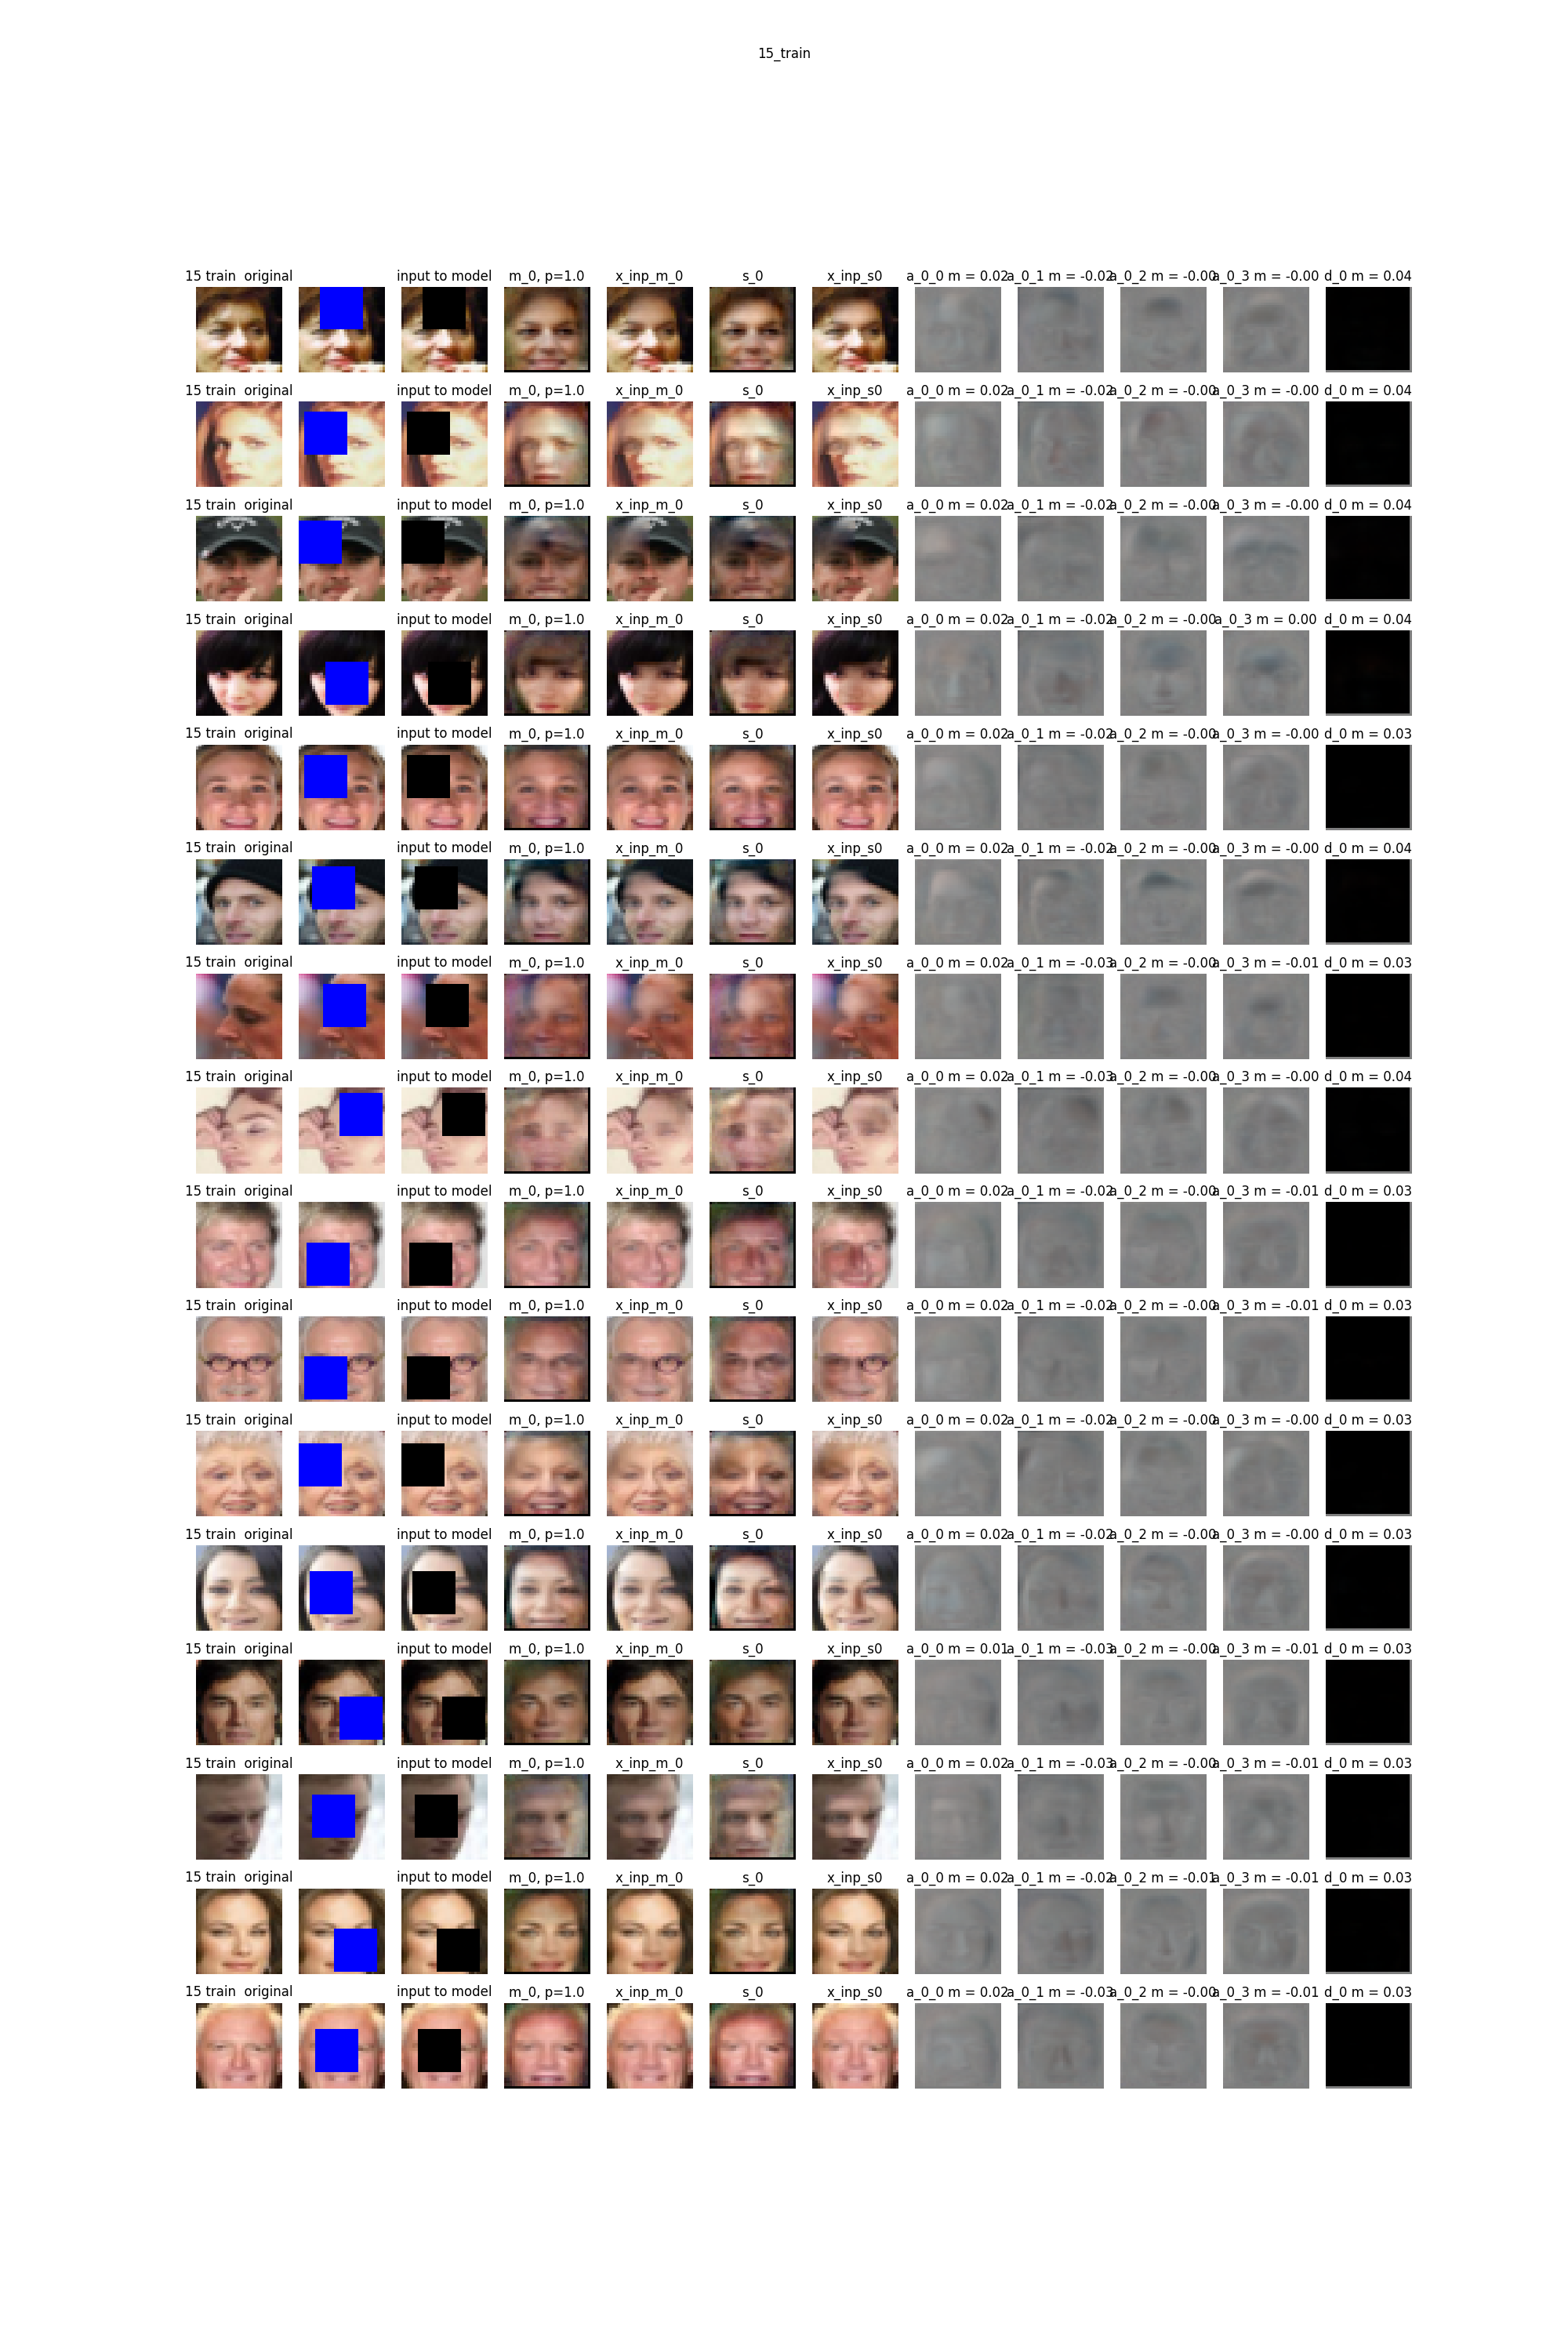 15_train
15 train original input to model m_0, p=1.0 x_inp_m_0 s_0 x_inp_s0 a_0_0 m = 0.02 a_0_1 m = -0.02 a_0_2 m = -0.00 a_0_3 m = -0.00 d_0 m = 0.04
15 train original input to model m_0, p=1.0 x_inp_m_0 s_0 x_inp_s0 a_0_0 m = 0.02 a_0_1 m = -0.02 a_0_2 m = -0.00 a_0_3 m = -0.00 d_0 m = 0.04
15 train original input to model m_0, p=1.0 x_inp_m_0 s_0 x_inp_s0 a_0_0 m = 0.02 a_0_1 m = -0.02 a_0_2 m = -0.00 a_0_3 m = -0.00 d_0 m = 0.04
15 train original input to model m_0, p=1.0 x_inp_m_0 s_0 x_inp_s0 a_0_0 m = 0.02 a_0_1 m = -0.02 a_0_2 m = -0.00 a_0_3 m = 0.00 d_0 m = 0.04
15 train original input to model m_0, p=1.0 x_inp_m_0 s_0 x_inp_s0 a_0_0 m = 0.02 a_0_1 m = -0.02 a_0_2 m = -0.00 a_0_3 m = -0.00 d_0 m = 0.03
15 train original input to model m_0, p=1.0 x_inp_m_0 s_0 x_inp_s0 a_0_0 m = 0.02 a_0_1 m = -0.02 a_0_2 m = -0.00 a_0_3 m = -0.00 d_0 m = 0.04
15 train original input to model m_0, p=1.0 x_inp_m_0 s_0 x_inp_s0 a_0_0 m = 0.02 a_0_1 m = -0.03 a_0_2 m = -0.00 a_0_3 m = -0.01 d_0 m = 0.03
15 train original input to model m_0, p=1.0 x_inp_m_0 s_0 x_inp_s0 a_0_0 m = 0.02 a_0_1 m = -0.03 a_0_2 m = -0.00 a_0_3 m = -0.00 d_0 m = 0.04
15 train original input to model m_0, p=1.0 x_inp_m_0 s_0 x_inp_s0 a_0_0 m = 0.02 a_0_1 m = -0.02 a_0_2 m = -0.00 a_0_3 m = -0.01 d_0 m = 0.03
15 train original input to model m_0, p=1.0 x_inp_m_0 s_0 x_inp_s0 a_0_0 m = 0.02 a_0_1 m = -0.02 a_0_2 m = -0.00 a_0_3 m = -0.01 d_0 m = 0.03
15 train original input to model m_0, p=1.0 x_inp_m_0 s_0 x_inp_s0 a_0_0 m = 0.02 a_0_1 m = -0.02 a_0_2 m = -0.00 a_0_3 m = -0.00 d_0 m = 0.03
15 train original input to model m_0, p=1.0 x_inp_m_0 s_0 x_inp_s0 a_0_0 m = 0.02 a_0_1 m = -0.02 a_0_2 m = -0.00 a_0_3 m = -0.00 d_0 m = 0.03
15 train original input to model m_0, p=1.0 x_inp_m_0 s_0 x_inp_s0 a_0_0 m = 0.01 a_0_1 m = -0.03 a_0_2 m = -0.00 a_0_3 m = -0.01 d_0 m = 0.03
15 train original input to model m_0, p=1.0 x_inp_m_0 s_0 x_inp_s0 a_0_0 m = 0.02 a_0_1 m = -0.03 a_0_2 m = -0.00 a_0_3 m = -0.01 d_0 m = 0.03
15 train original input to model m_0, p=1.0 x_inp_m_0 s_0 x_inp_s0 a_0_0 m = 0.02 a_0_1 m = -0.02 a_0_2 m = -0.01 a_0_3 m = -0.01 d_0 m = 0.03
15 train original input to model m_0, p=1.0 x_inp_m_0 s_0 x_inp_s0 a_0_0 m = 0.02 a_0_1 m = -0.03 a_0_2 m = -0.00 a_0_3 m = -0.01 d_0 m = 0.03